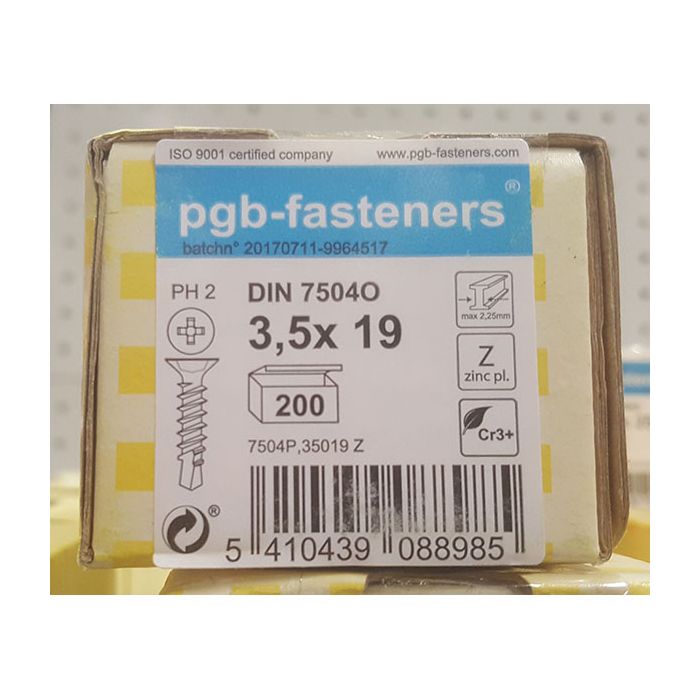 ISO 9001 certified company www.pgb-fasteners.com
pgb-fasteners®
batchn° 20170711-9964517
PH 2 DIN 7504O
max 2,25mm
3,5x 19
Z
zinc pl.
200
Cr3+
7504P,35019 Z
®
5 410439 088985